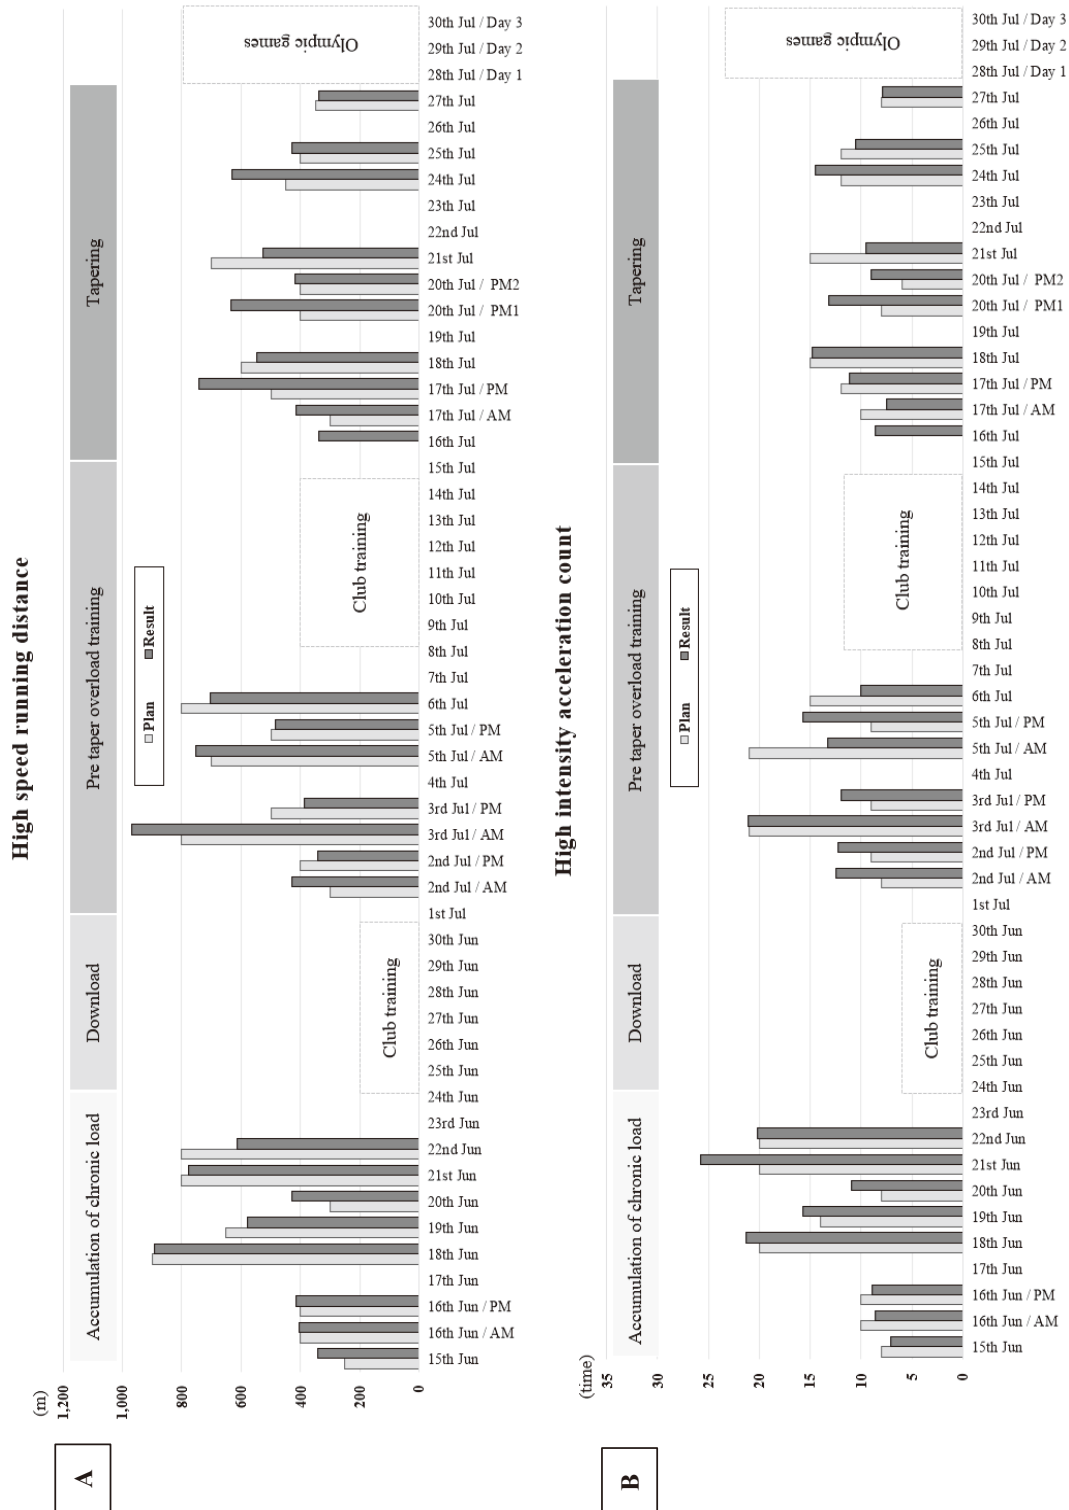 A
High speed running distance
(m)
Accumulation of chronic load
Download
Pre taper overload training
Tapering
Plan
Result
1,200
1,000
800
600
400
200
0
Club training
Club training
Olympic games
15th Jun
16th Jun / AM
16th Jun / PM
17th Jun
18th Jun
19th Jun
20th Jun
21st Jun
22nd Jun
23rd Jun
24th Jun
25th Jun
26th Jun
27th Jun
28th Jun
29th Jun
30th Jun
1st Jul
2nd Jul / AM
2nd Jul / PM
3rd Jul / AM
3rd Jul / PM
4th Jul
5th Jul / AM
5th Jul / PM
6th Jul
7th Jul
8th Jul
9th Jul
10th Jul
11th Jul
12th Jul
13th Jul
14th Jul
15th Jul
16th Jul
17th Jul / AM
17th Jul / PM
18th Jul
19th Jul
20th Jul / PM1
20th Jul / PM2
21st Jul
22nd Jul
23th Jul
24th Jul
25th Jul
26th Jul
27th Jul
28th Jul / Day 1
29th Jul / Day 2
30th Jul / Day 3
B
High intensity acceleration count
(time)
Accumulation of chronic load
Download
Pre taper overload training
Tapering
Plan
Result
35
30
25
20
15
10
5
0
Club training
Club training
Olympic games
15th Jun
16th Jun / AM
16th Jun / PM
17th Jun
18th Jun
19th Jun
20th Jun
21st Jun
22nd Jun
23rd Jun
24th Jun
25th Jun
26th Jun
27th Jun
28th Jun
29th Jun
30th Jun
1st Jul
2nd Jul / AM
2nd Jul / PM
3rd Jul / AM
3rd Jul / PM
4th Jul
5th Jul / AM
5th Jul / PM
6th Jul
7th Jul
8th Jul
9th Jul
10th Jul
11th Jul
12th Jul
13th Jul
14th Jul
15th Jul
16th Jul
17th Jul / AM
17th Jul / PM
18th Jul
19th Jul
20th Jul / PM1
20th Jul / PM2
21st Jul
22nd Jul
23th Jul
24th Jul
25th Jul
26th Jul
27th Jul
28th Jul / Day 1
29th Jul / Day 2
30th Jul / Day 3